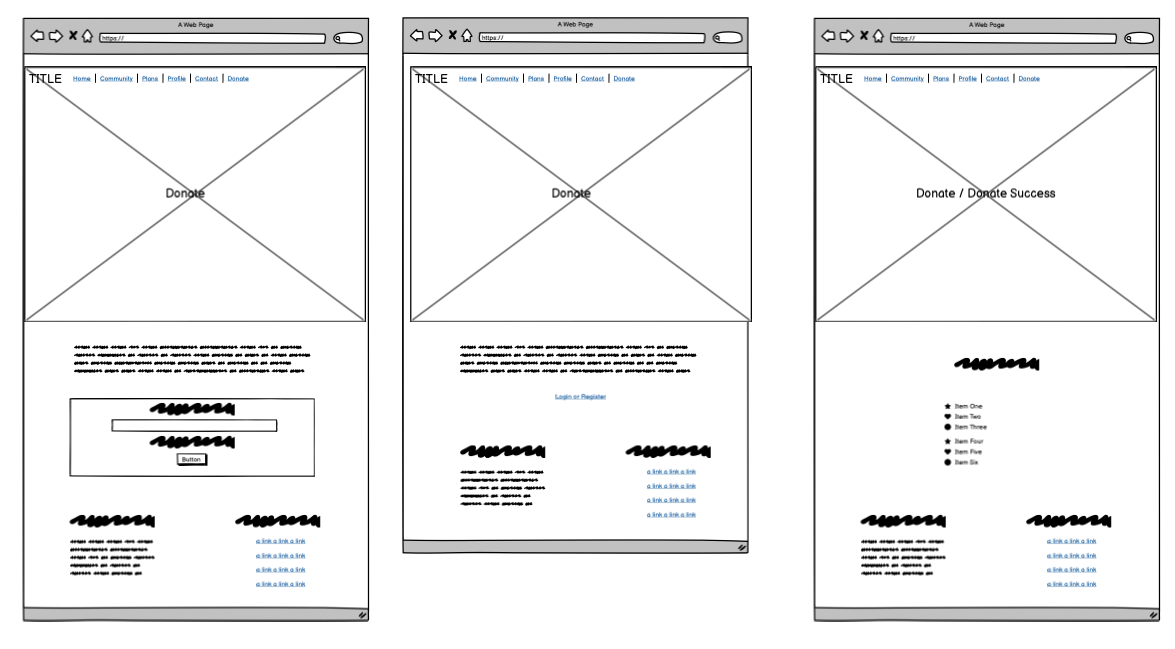 A Web Page
https://
TITLE Home | Community | Plans | Profile | Contact | Donate
Donate
Button
a link a link a link
a link a link a link
a link a link a link
a link a link a link
A Web Page
https://
TITLE Home | Community | Plans | Profile | Contact | Donate
Donate
Login or Register
a link a link a link
a link a link a link
a link a link a link
a link a link a link
A Web Page
https://
TITLE Home | Community | Plans | Profile | Contact | Donate
Donate / Donate Success
Item One
Item Two
Item Three
Item Four
Item Five
Item Six
a link a link a link
a link a link a link
a link a link a link
a link a link a link